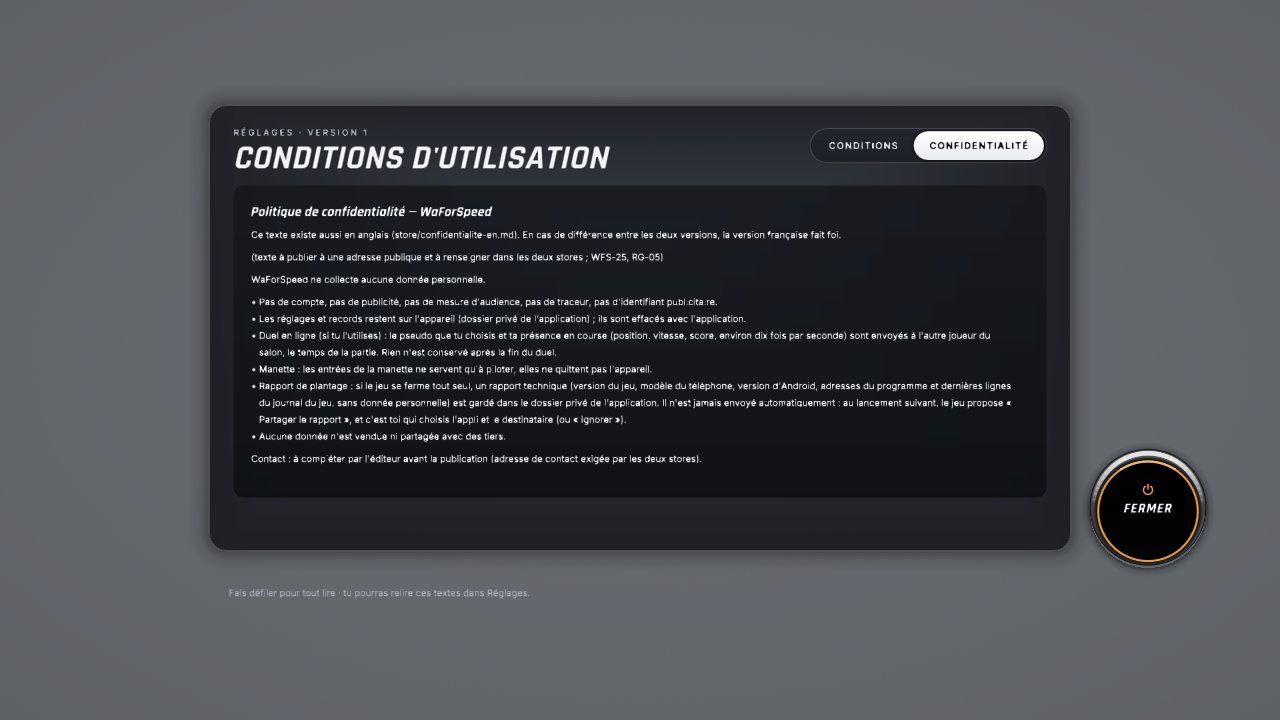 RÉGLAGES · VERSION 1
CONDITIONS D'UTILISATION
CONDITIONS
CONFIDENTIALITÉ
Politique de confidentialité — WaForSpeed
Ce texte existe aussi en anglais (store/confidentialite-en.md). En cas de différence entre les deux versions, la version française fait foi.
(texte à publier à une adresse publique et à renseigner dans les deux stores ; WFS-25, RG-05)
WaForSpeed ne collecte aucune donnée personnelle.
• Pas de compte, pas de publicité, pas de mesure d'audience, pas de traceur, pas d'identifiant publicitaire.
• Les réglages et records restent sur l'appareil (dossier privé de l'application) ; ils sont effacés avec l'application.
• Duel en ligne (si tu l'utilises) : le pseudo que tu choisis et ta présence en course (position, vitesse, score, environ dix fois par seconde) sont envoyés à l'autre joueur du
salon, le temps de la partie. Rien n'est conservé après la fin du duel.
• Manette : les entrées de la manette ne servent qu'à piloter, elles ne quittent pas l'appareil.
• Rapport de plantage : si le jeu se ferme tout seul, un rapport technique (version du jeu, modèle du téléphone, version d'Android, adresses du programme et dernières lignes
du journal du jeu, sans donnée personnelle) est gardé dans le dossier privé de l'application. Il n'est jamais envoyé automatiquement : au lancement suivant, le jeu propose «
Partager le rapport », et c'est toi qui choisis l'appli et le destinataire (ou « Ignorer »).
• Aucune donnée n'est vendue ni partagée avec des tiers.
Contact : à compléter par l'éditeur avant la publication (adresse de contact exigée par les deux stores).
FERMER
Fais défiler pour tout lire · tu pourras relire ces textes dans Réglages.